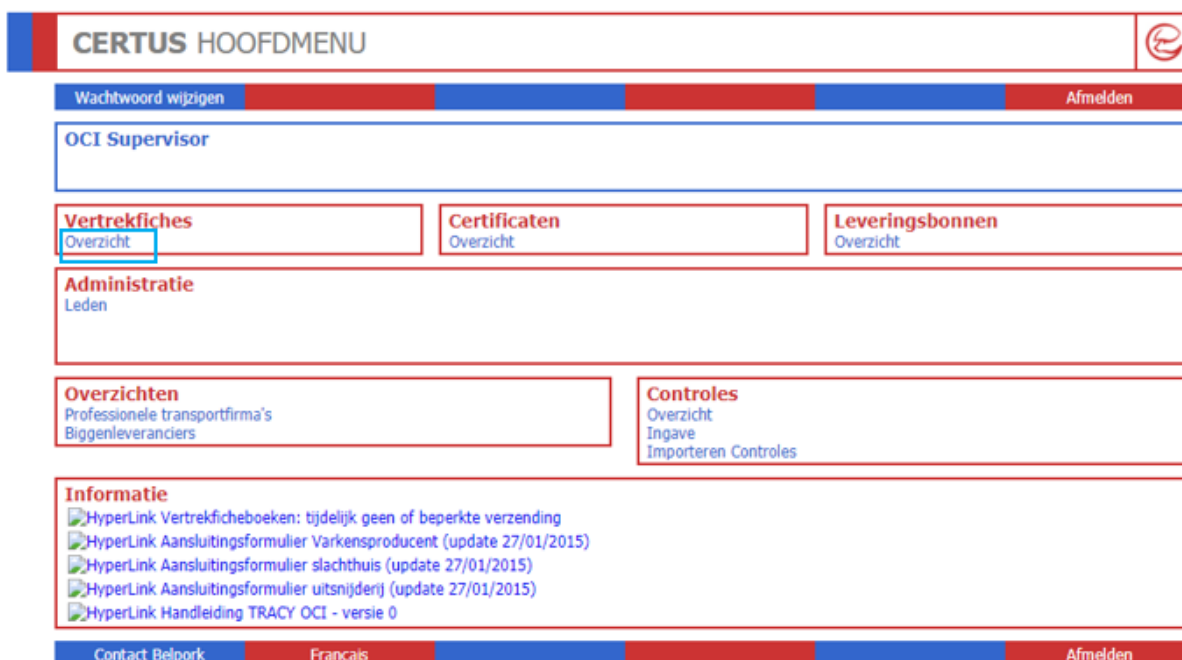 CERTUS HOOFDMENU
Wachtwoord wijzigen
Afmelden
OCI Supervisor
Vertrekfiches
Overzicht
Certificaten
Overzicht
Leveringsbonnen
Overzicht
Administratie
Leden
Overzichten
Professionele transportfirma's
Biggenleveranciers
Controles
Overzicht
Ingave
Importeren Controles
Informatie
HyperLink Vertrekficheboeken: tijdelijk geen of beperkte verzending
HyperLink Aansluitingsformulier Varkensproducent (update 27/01/2015)
HyperLink Aansluitingsformulier slachthuis (update 27/01/2015)
HyperLink Aansluitingsformulier uitsnijderij (update 27/01/2015)
HyperLink Handleiding TRACY OCI - versie 0
Contact Belpork
Français
Afmelden